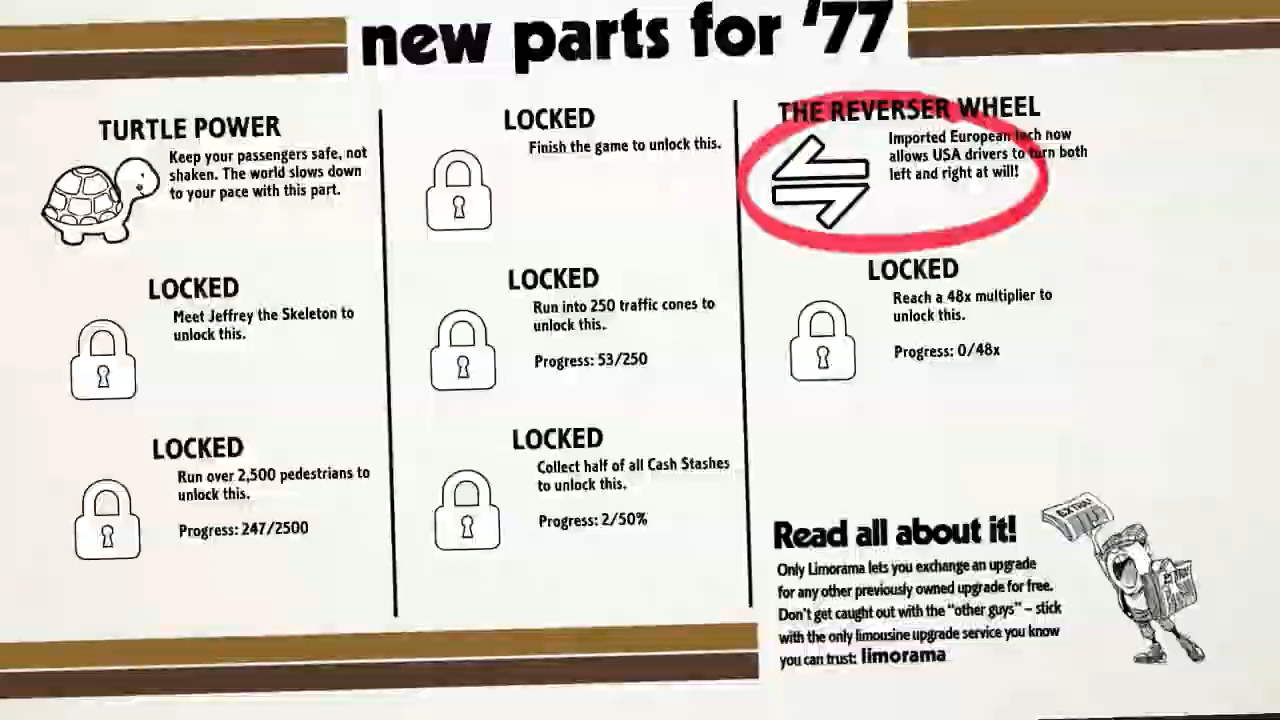 new parts for '77
TURTLE POWER
Keep your passengers safe, not
shaken. The world slows down
to your pace with this part.
LOCKED
Meet Jeffrey the Skeleton to
unlock this.
LOCKED
Run over 2,500 pedestrians to
unlock this.
Progress: 247/2500
LOCKED
Finish the game to unlock this.
LOCKED
Run into 250 traffic cones to
unlock this.
Progress: 53/250
LOCKED
Collect half of all Cash Stashes
to unlock this.
Progress: 2/50%
THE REVERSER WHEEL
Imported European tech now
allows USA drivers to turn both
left and right at will!
LOCKED
Reach a 48x multiplier to
unlock this.
Progress: 0/48x
Read all about it!
Only Limorama lets you exchange an upgrade
for any other previously owned upgrade for free.
Don't get caught out with the "other guys" – stick
with the only limousine upgrade service you know
you can trust: limorama
EXTRA